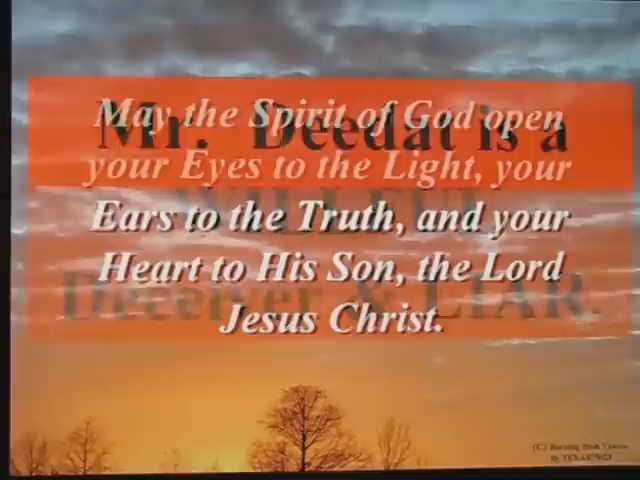 May the Spirit of God open
your Eyes to the Light, your
Ears to the Truth, and your
Heart to His Son, the Lord
Jesus Christ.
Mr. Deedat is a
WILLFUL
Deceiver & LIAR.